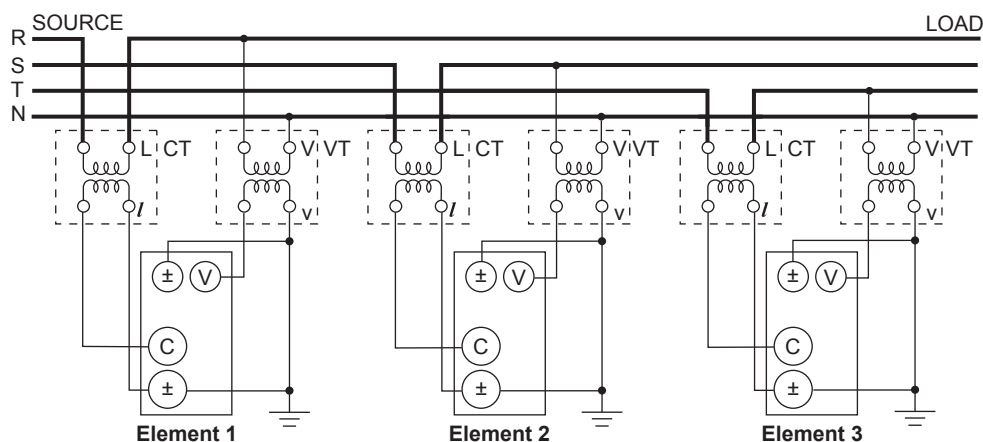 SOURCE LOAD
R
S
T
N
L CT V VT L CT V VT L CT V VT
l v l v l v
± V ± V ± V
C C C
± ± ±
Element 1 Element 2 Element 3